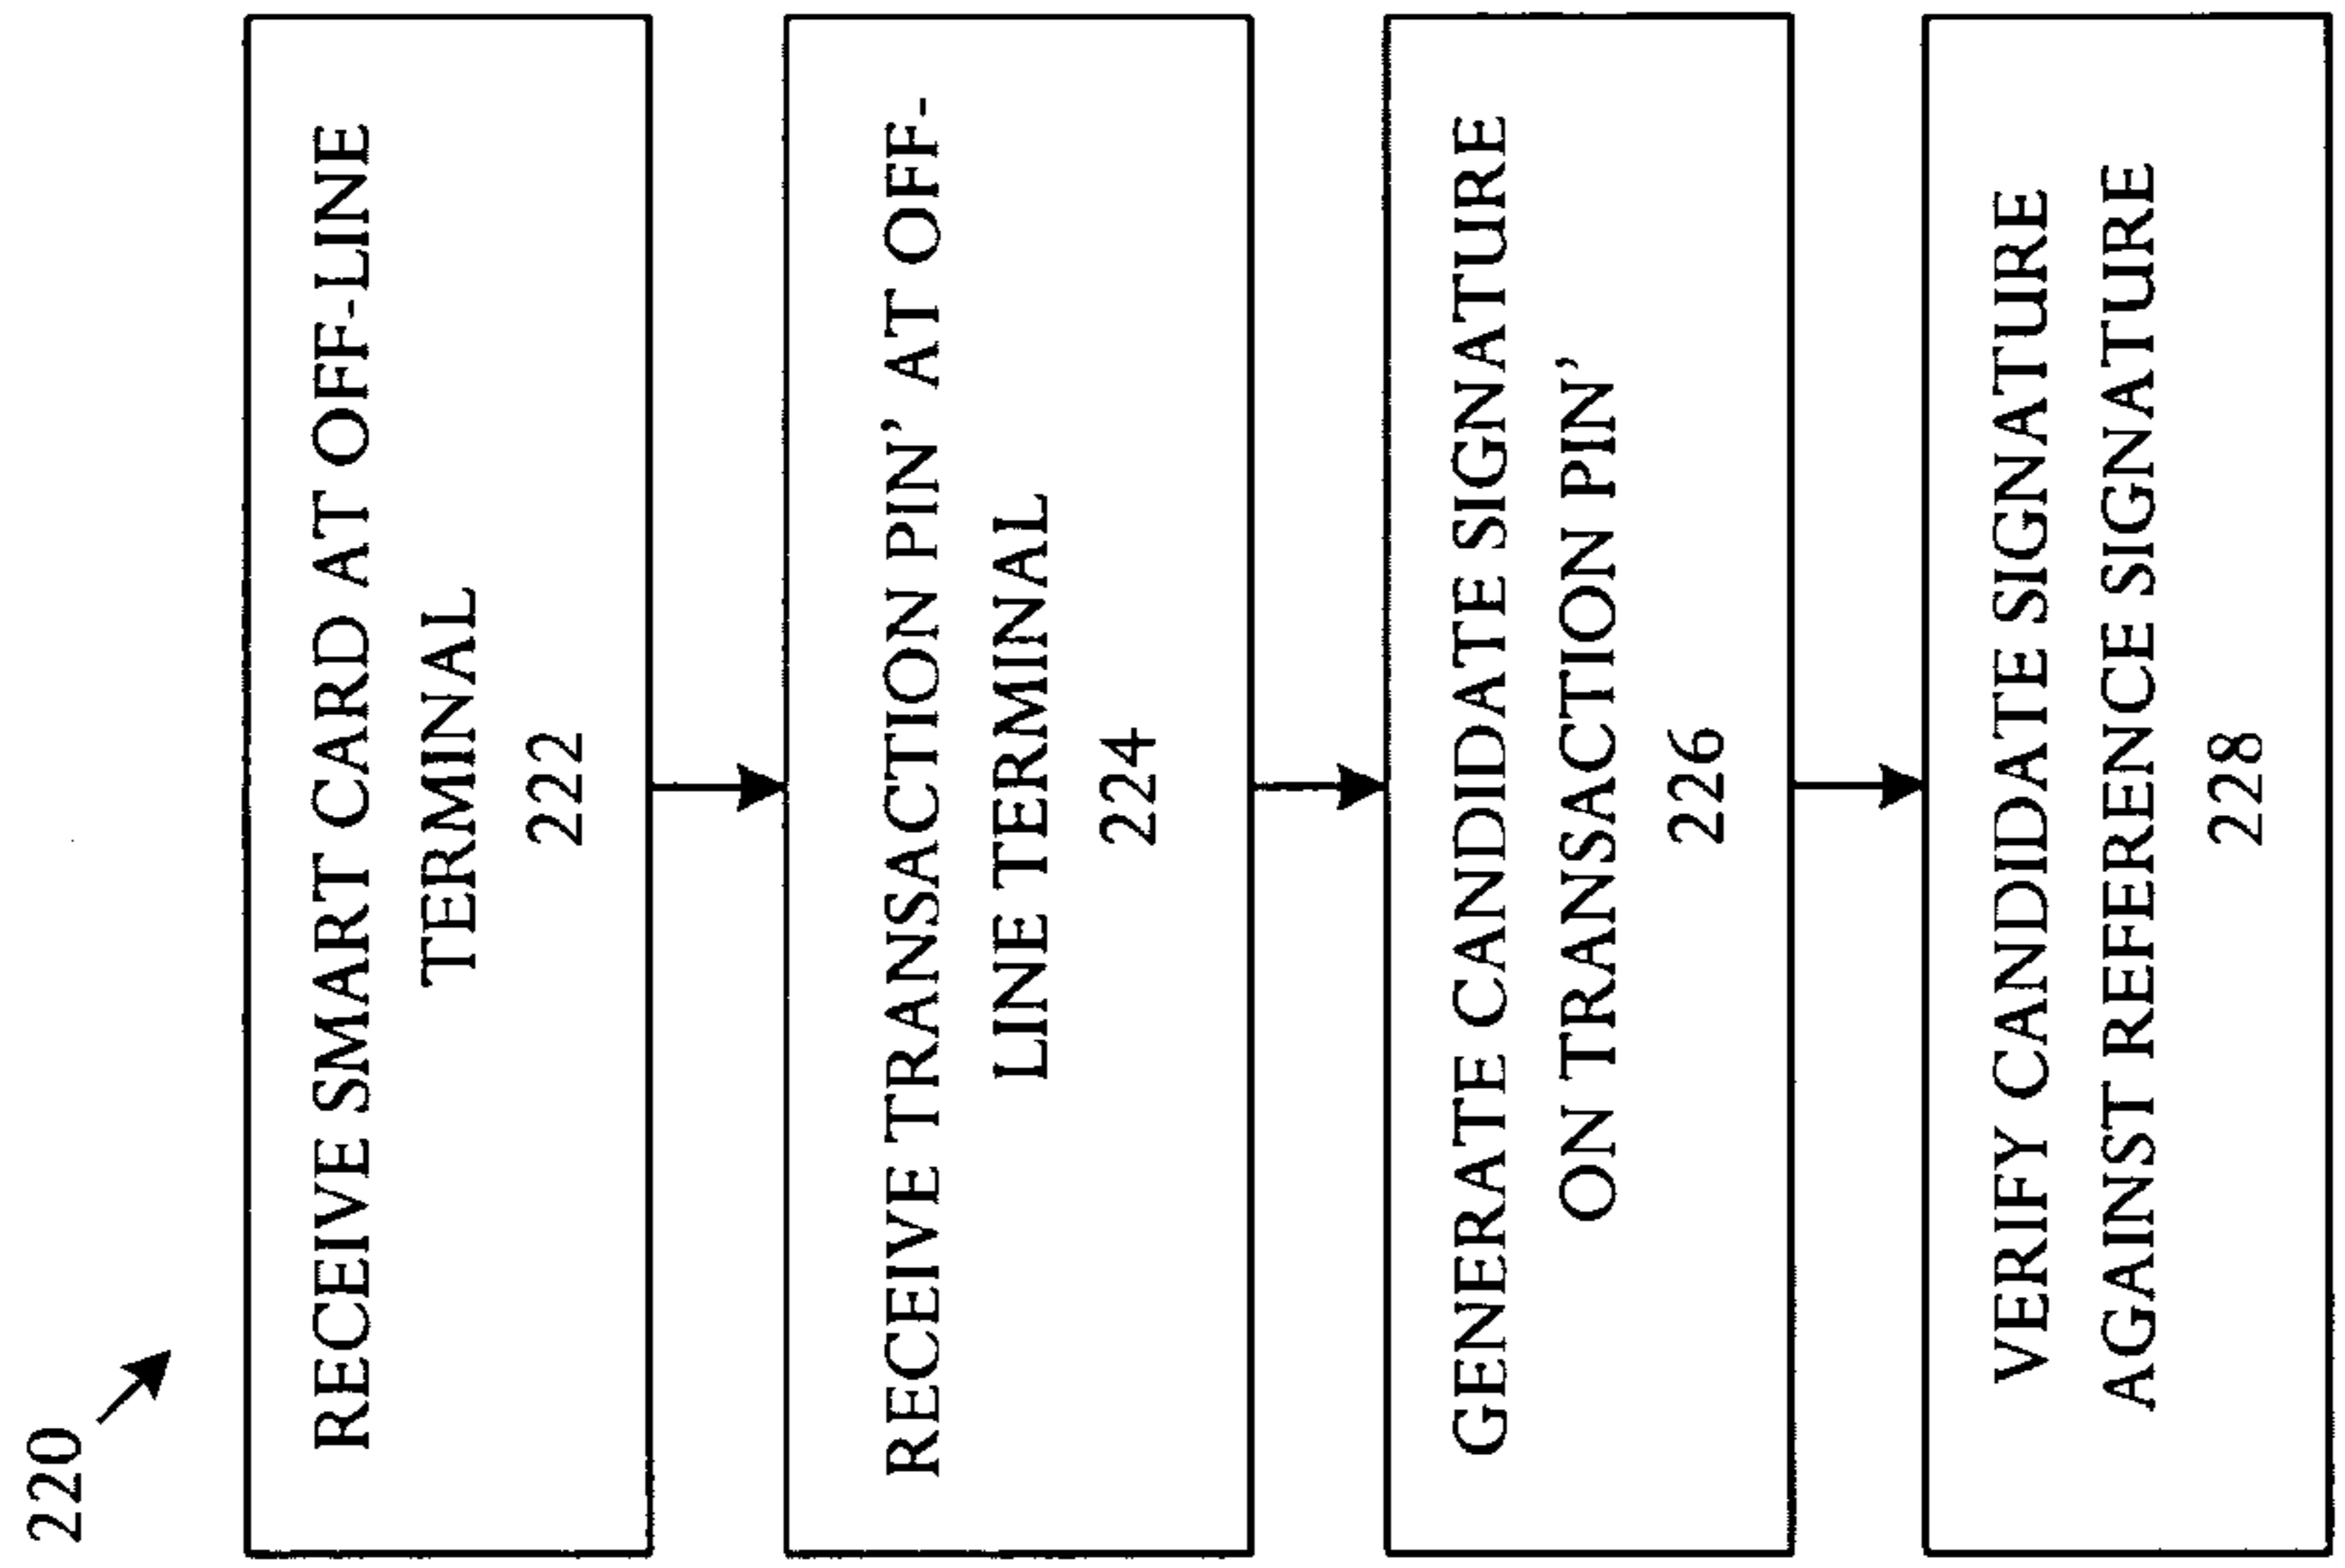 220
RECEIVE SMART CARD AT OFF-LINE
TERMINAL
222
RECEIVE TRANSACTION PIN' AT OFF-
LINE TERMINAL
224
GENERATE CANDIDATE SIGNATURE
ON TRANSACTION PIN'
226
VERIFY CANDIDATE SIGNATURE
AGAINST REFERENCE SIGNATURE
228